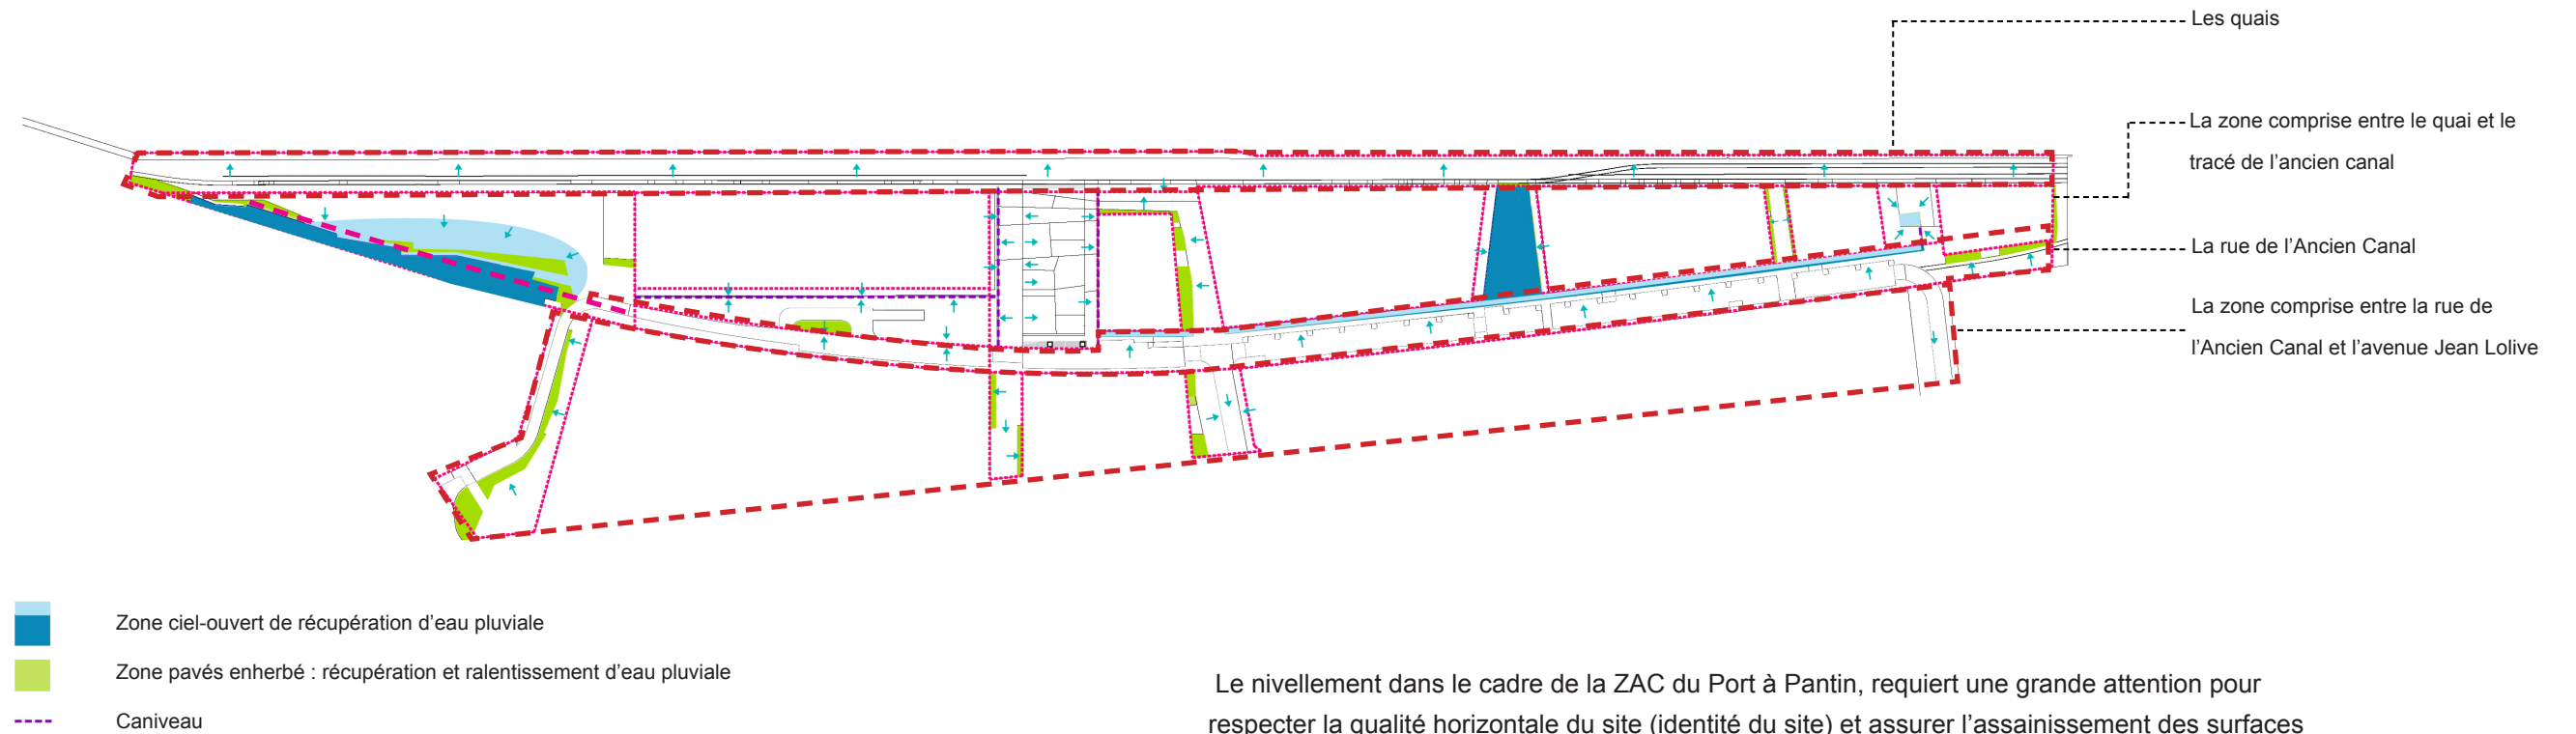 Les quais
La zone comprise entre le quai et le
tracé de l'ancien canal
La rue de l'Ancien Canal
La zone comprise entre la rue de
l'Ancien Canal et l'avenue Jean Lolive
Zone ciel-ouvert de récupération d'eau pluviale
Zone pavés enherbé : récupération et ralentissement d'eau pluviale
Caniveau
Le nivellement dans le cadre de la ZAC du Port à Pantin, requiert une grande attention pour
respecter la qualité horizontale du site (identité du site) et assurer l'assainissement des surfaces